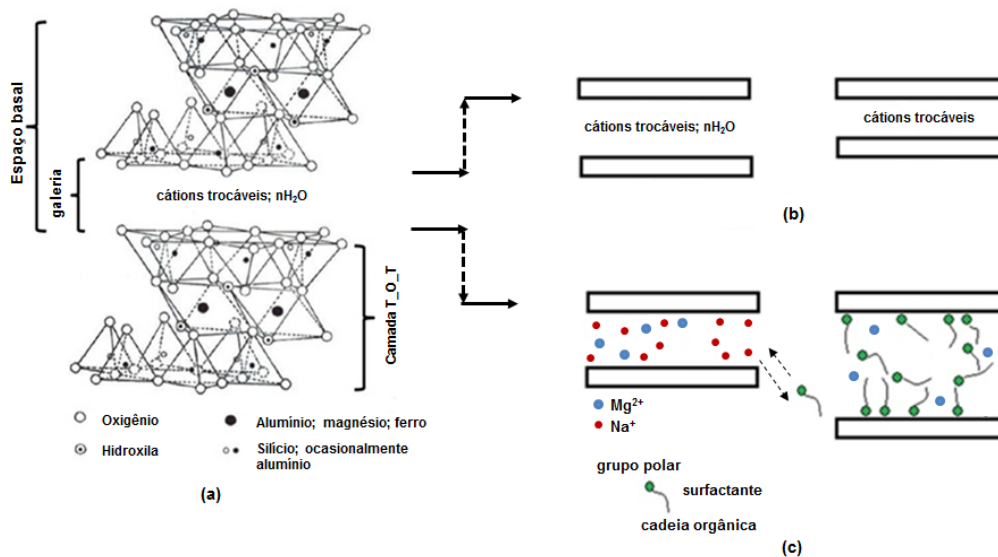 Espaço basal
galeria
cátions trocáveis; nH₂O
Camada T_O_T
Oxigênio
Alumínio; magnésio; ferro
Hidroxila
Silício; ocasionalmente
alumínio
(a)
cátions trocáveis; nH₂O
cátions trocáveis
(b)
Mg²⁺
Na⁺
grupo polar
surfactante
cadeia orgânica
(c)